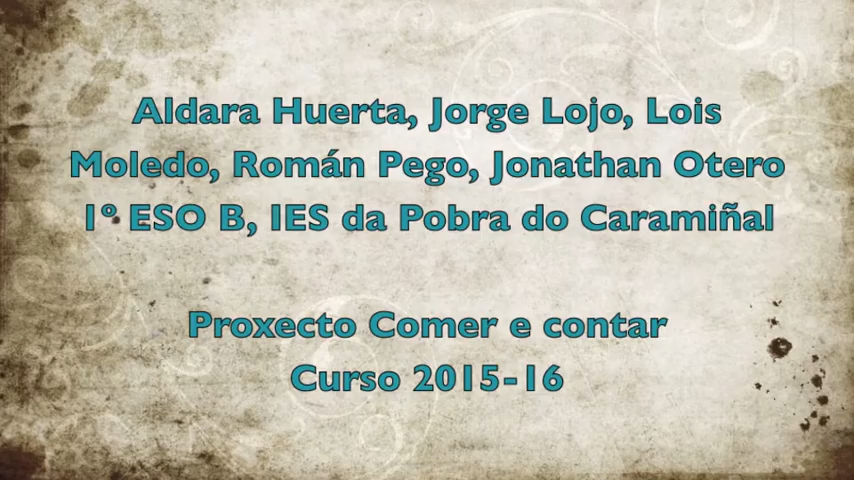 Aldara Huerta, Jorge Lojo, Lois
Moledo, Román Pego, Jonathan Otero
1º ESO B, IES da Pobra do Caramiñal
Proxecto Comer e contar
Curso 2015-16